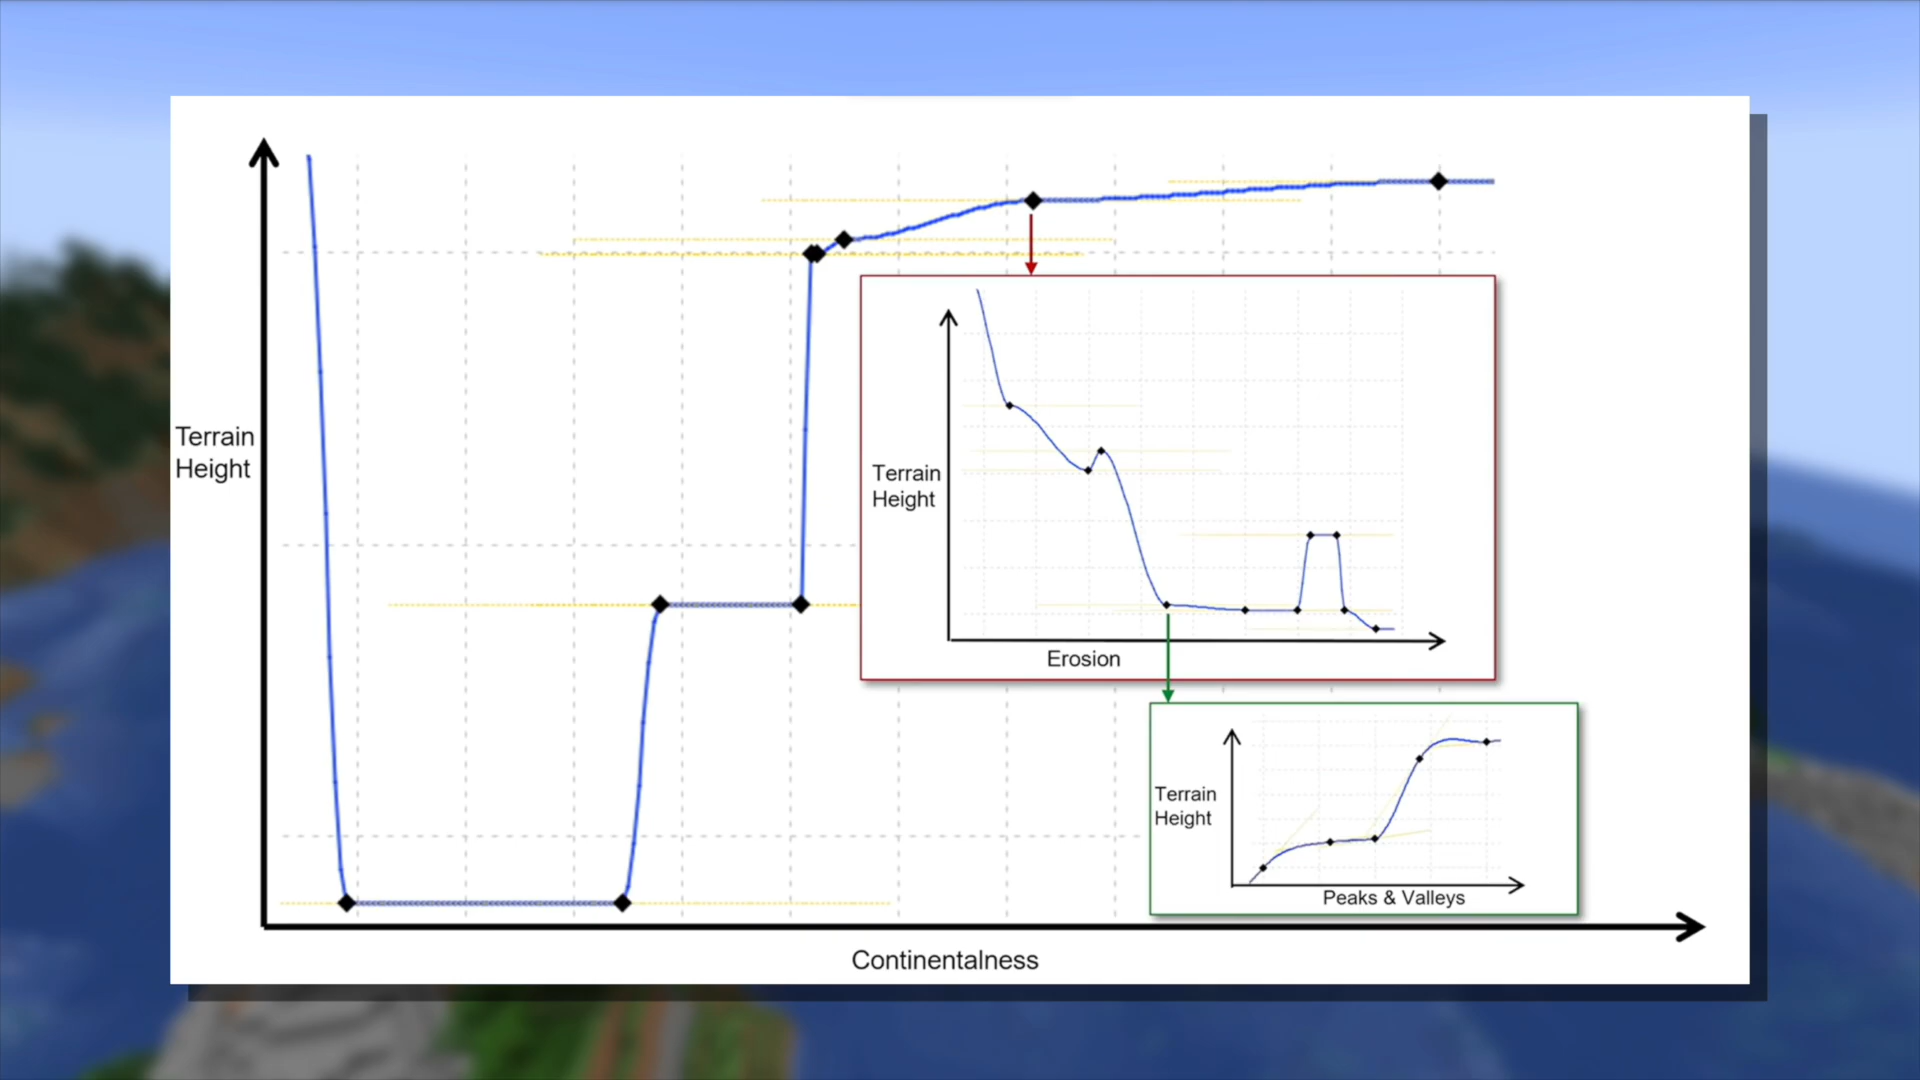 Terrain
Height
Terrain
Height
Erosion
Terrain
Height
Peaks & Valleys
Continentalness